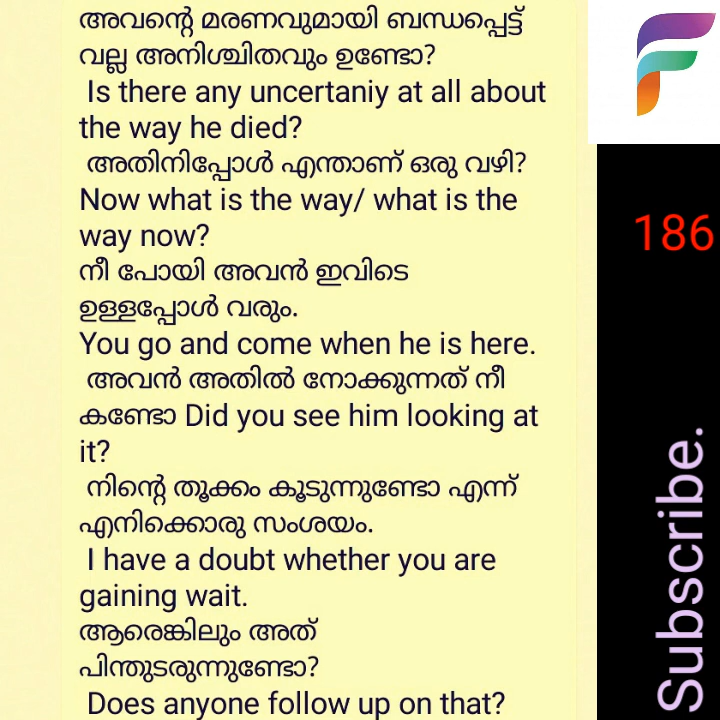 അവന്റെ മരണവുമായി ബന്ധപ്പെട്ട്
വല്ല അനിശ്ചിതവും ഉണ്ടോ?
Is there any uncertaniy at all about
the way he died?
അതിനിപ്പോൾ എന്താണ് ഒരു വഴി?
Now what is the way/ what is the
way now?
നീ പോയി അവൻ ഇവിടെ
ഉള്ളപ്പോൾ വരും.
You go and come when he is here.
അവൻ അതിൽ നോക്കുന്നത് നീ
കണ്ടോ Did you see him looking at
it?
നിന്റെ തൂക്കം കൂടുന്നുണ്ടോ എന്ന്
എനിക്കൊരു സംശയം.
I have a doubt whether you are
gaining wait.
ആരെങ്കിലും അത്
പിന്തുടരുന്നുണ്ടോ?
Does anyone follow up on that?
186
Subscribe.